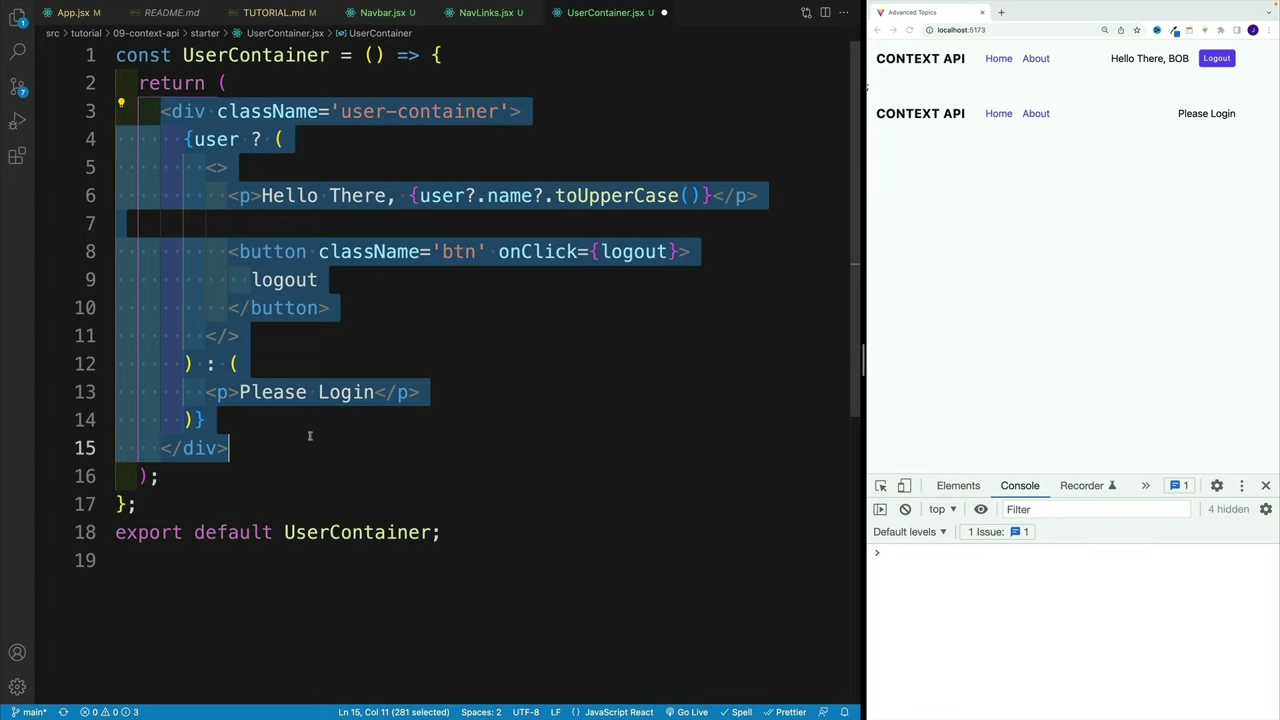 App.jsx M
README.md
TUTORIAL.md M
Navbar.jsx U
NavLinks.jsx U
UserContainer.jsx U
src > tutorial > 09-context-api > starter > UserContainer.jsx > UserContainer
1 const UserContainer = () => {
2 return (
3 <div className='user-container'>
4 {user ? (
5 <>
6 <p>Hello There, {user?.name?.toUpperCase()}</p>
7
8 <button className='btn' onClick={logout}>
9 logout
10 </button>
11 </>
12 ) : (
13 <p>Please Login</p>
14 )}
15 </div>
16 );
17 };
18 export default UserContainer;
19
7
main*
0 0 3
Ln 15, Col 11 (281 selected)
Spaces: 2
UTF-8
LF
JavaScript React
Go Live
Spell
Prettier
Advanced Topics
localhost:5173
J
CONTEXT API Home About Hello There, BOB Logout
;
CONTEXT API Home About Please Login
Elements Console Recorder 1
top Filter 4 hidden
Default levels 1 Issue: 1